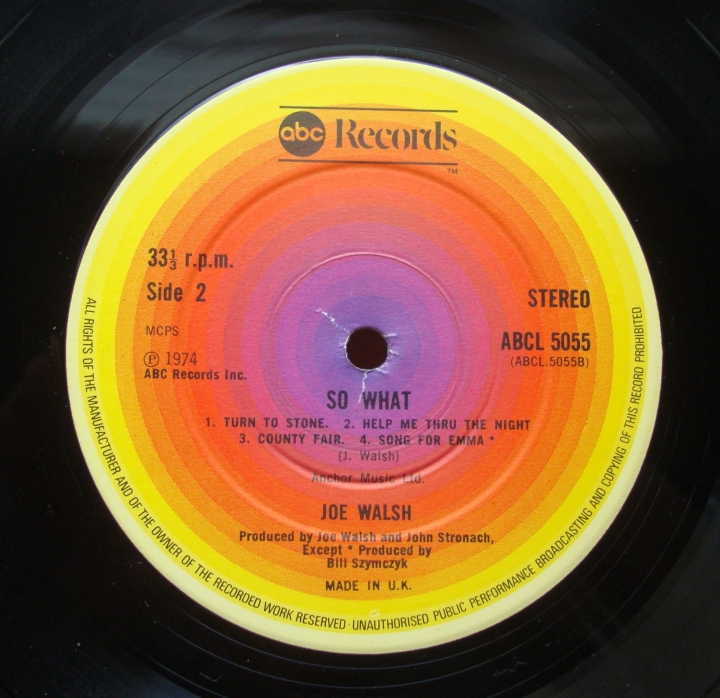 abc Records
TM
33⅓ r.p.m.
Side 2
STEREO
MCPS
ABCL 5055
(ABCL.5055B)
℗ 1974
ABC Records Inc.
SO WHAT
1. TURN TO STONE. 2. HELP ME THRU THE NIGHT
3. COUNTY FAIR. 4. SONG FOR EMMA *
(J. Walsh)
Anchor Music Ltd.
JOE WALSH
Produced by Joe Walsh and John Stronach,
Except * Produced by
Bill Szymczyk
MADE IN U.K.
ALL RIGHTS OF THE MANUFACTURER AND OF THE OWNER OF THE RECORDED WORK RESERVED · UNAUTHORISED PUBLIC PERFORMANCE BROADCASTING AND COPYING OF THIS RECORD PROHIBITED